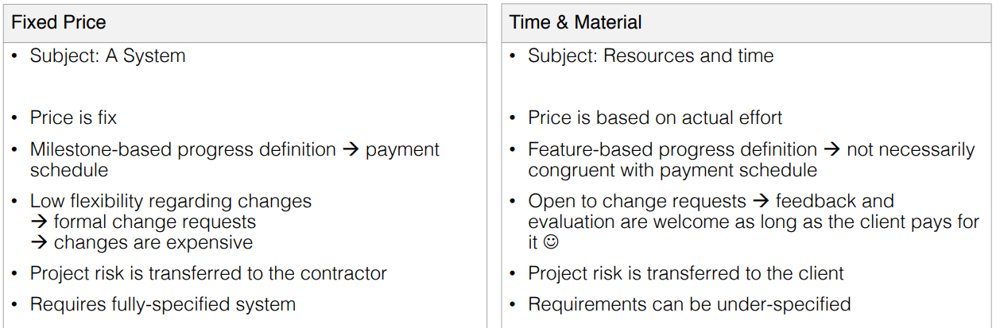 Fixed Price
• Subject: A System
• Price is fix
• Milestone-based progress definition → payment
schedule
• Low flexibility regarding changes
→ formal change requests
→ changes are expensive
• Project risk is transferred to the contractor
• Requires fully-specified system
Time & Material
• Subject: Resources and time
• Price is based on actual effort
• Feature-based progress definition → not necessarily
congruent with payment schedule
• Open to change requests → feedback and
evaluation are welcome as long as the client pays for
it ☺
• Project risk is transferred to the client
• Requirements can be under-specified